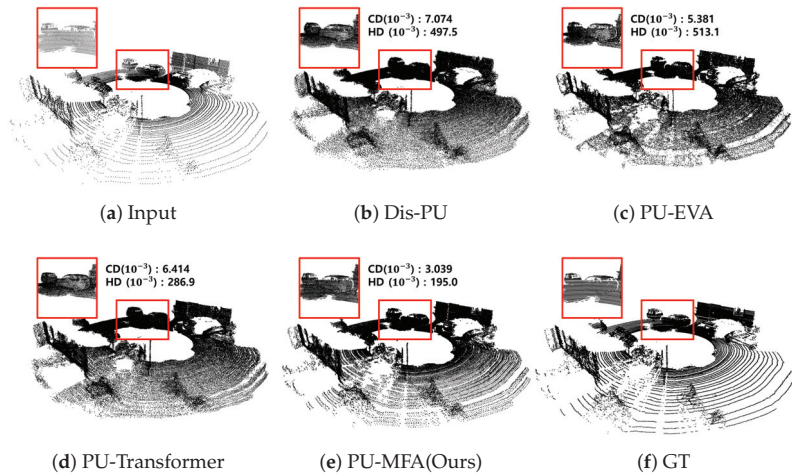 CD(10⁻³) : 7.074
HD (10⁻³) : 497.5
CD(10⁻³) : 5.381
HD (10⁻³) : 513.1
(a) Input
(b) Dis-PU
(c) PU-EVA
CD(10⁻³) : 6.414
HD (10⁻³) : 286.9
CD(10⁻³) : 3.039
HD (10⁻³) : 195.0
(d) PU-Transformer
(e) PU-MFA(Ours)
(f) GT